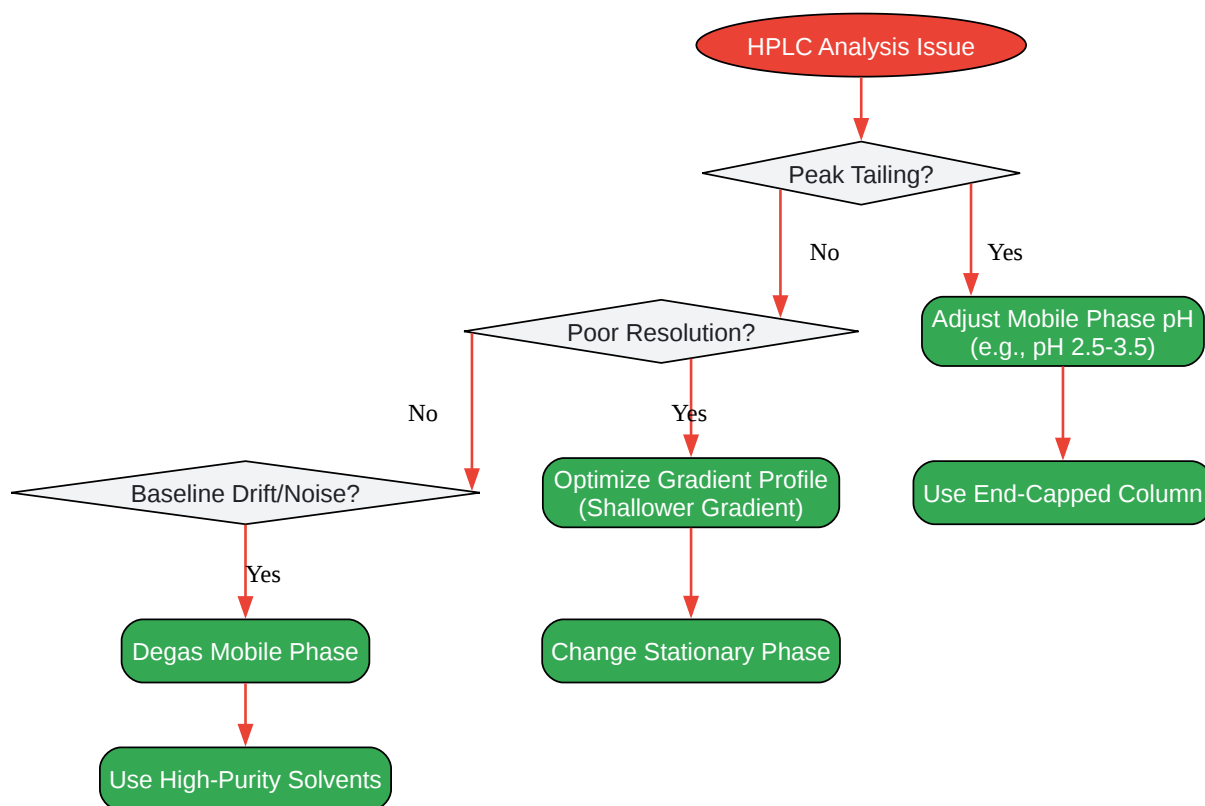 HPLC Analysis Issue
Peak Tailing?
No
Yes
Poor Resolution?
Adjust Mobile Phase pH
(e.g., pH 2.5-3.5)
No
Yes
Baseline Drift/Noise?
Optimize Gradient Profile
(Shallower Gradient)
Use End-Capped Column
Yes
Degas Mobile Phase
Change Stationary Phase
Use High-Purity Solvents